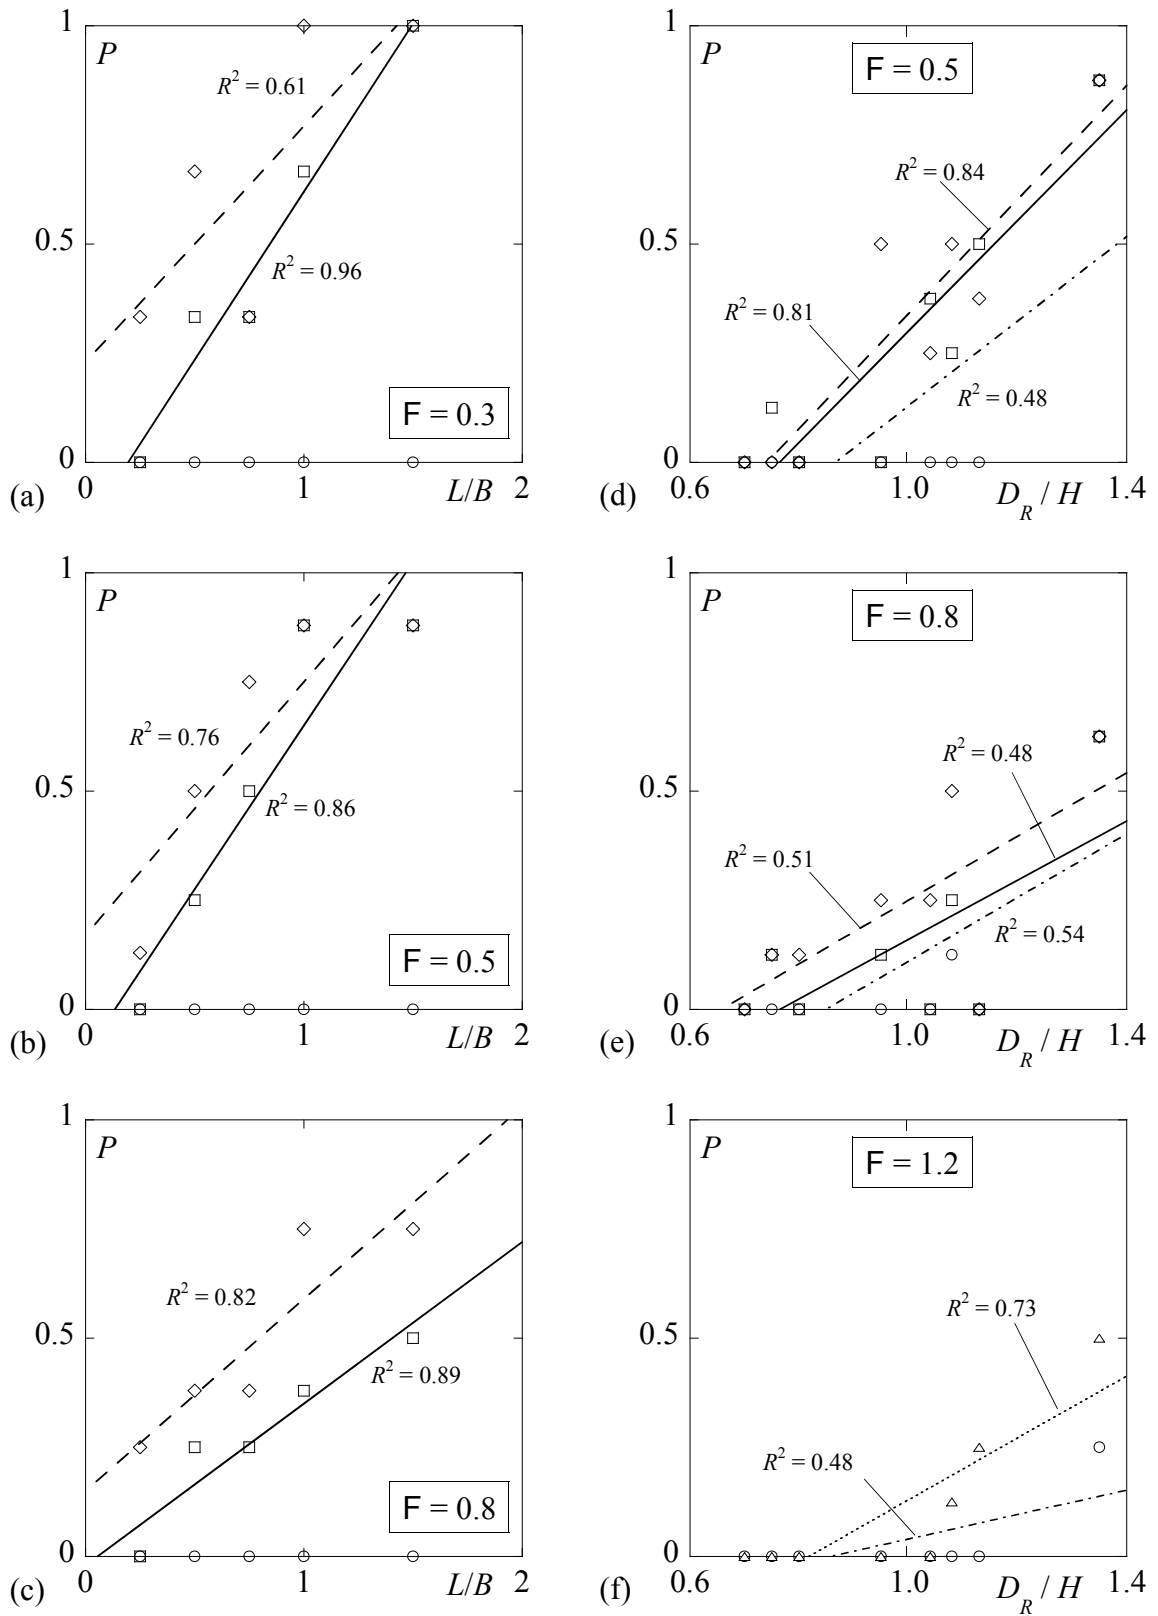 1
P
R² = 0.61
0.5
R² = 0.96
F = 0.3
0
(a)
0
1
L/B
2
1
P
F = 0.5
R² = 0.84
0.5
R² = 0.81
R² = 0.48
0
(d)
0.6
1.0
D_R / H
1.4
1
P
R² = 0.76
0.5
R² = 0.86
F = 0.5
0
(b)
0
1
L/B
2
1
P
F = 0.8
R² = 0.48
0.5
R² = 0.51
R² = 0.54
0
(e)
0.6
1.0
D_R / H
1.4
1
P
R² = 0.82
0.5
R² = 0.89
F = 0.8
0
(c)
0
1
L/B
2
1
P
F = 1.2
R² = 0.73
0.5
R² = 0.48
0
(f)
0.6
1.0
D_R / H
1.4